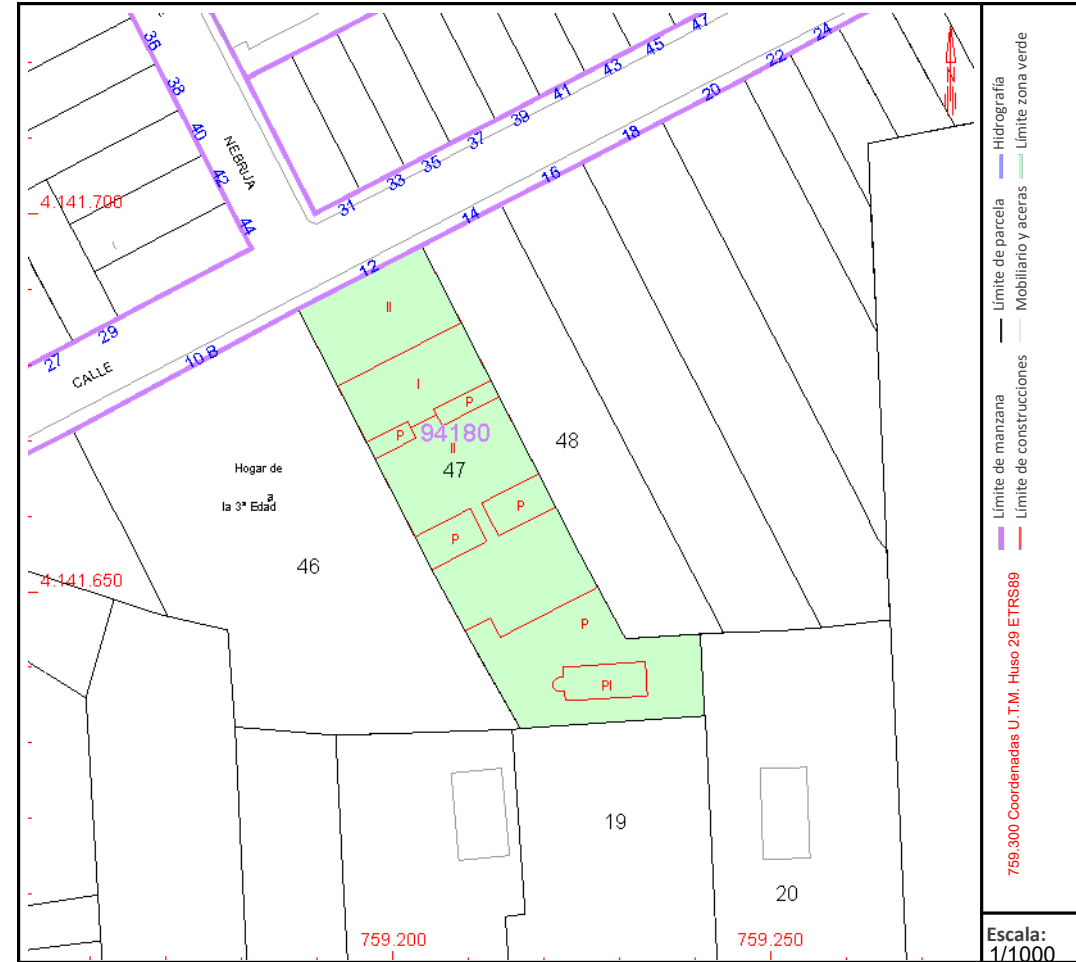 36
38
40
42
44
NEBRIJA
47
45
43
41
39
37
35
33
31
24
22
20
18
16
14
12
10 B
29
27
CALLE
N
4.141.700
4.141.650
II
I
P
P
94180
II
47
48
P
P
P
PI
Hogar de
a
la 3ª Edad
46
19
20
759.200
759.250
Hidrografía
Límite zona verde
Límite de parcela
Mobiliario y aceras
Límite de manzana
Límite de construcciones
759.300 Coordenadas U.T.M. Huso 29 ETRS89
Escala:
1/1000